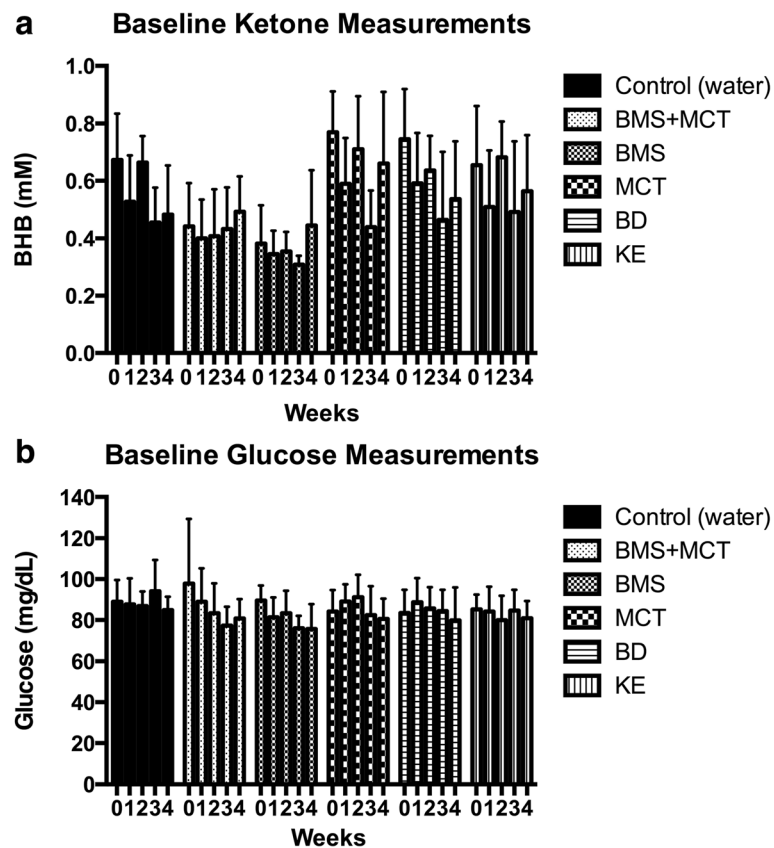 a Baseline Ketone Measurements
1.0
0.8
0.6
0.4
0.2
0.0
BHB (mM)
0 1 2 3 4 0 1 2 3 4 0 1 2 3 4 0 1 2 3 4 0 1 2 3 4 0 1 2 3 4
Weeks
Control (water)
BMS+MCT
BMS
MCT
BD
KE
b Baseline Glucose Measurements
140
120
100
80
60
40
20
0
Glucose (mg/dL)
0 1 2 3 4 0 1 2 3 4 0 1 2 3 4 0 1 2 3 4 0 1 2 3 4 0 1 2 3 4
Weeks
Control (water)
BMS+MCT
BMS
MCT
BD
KE